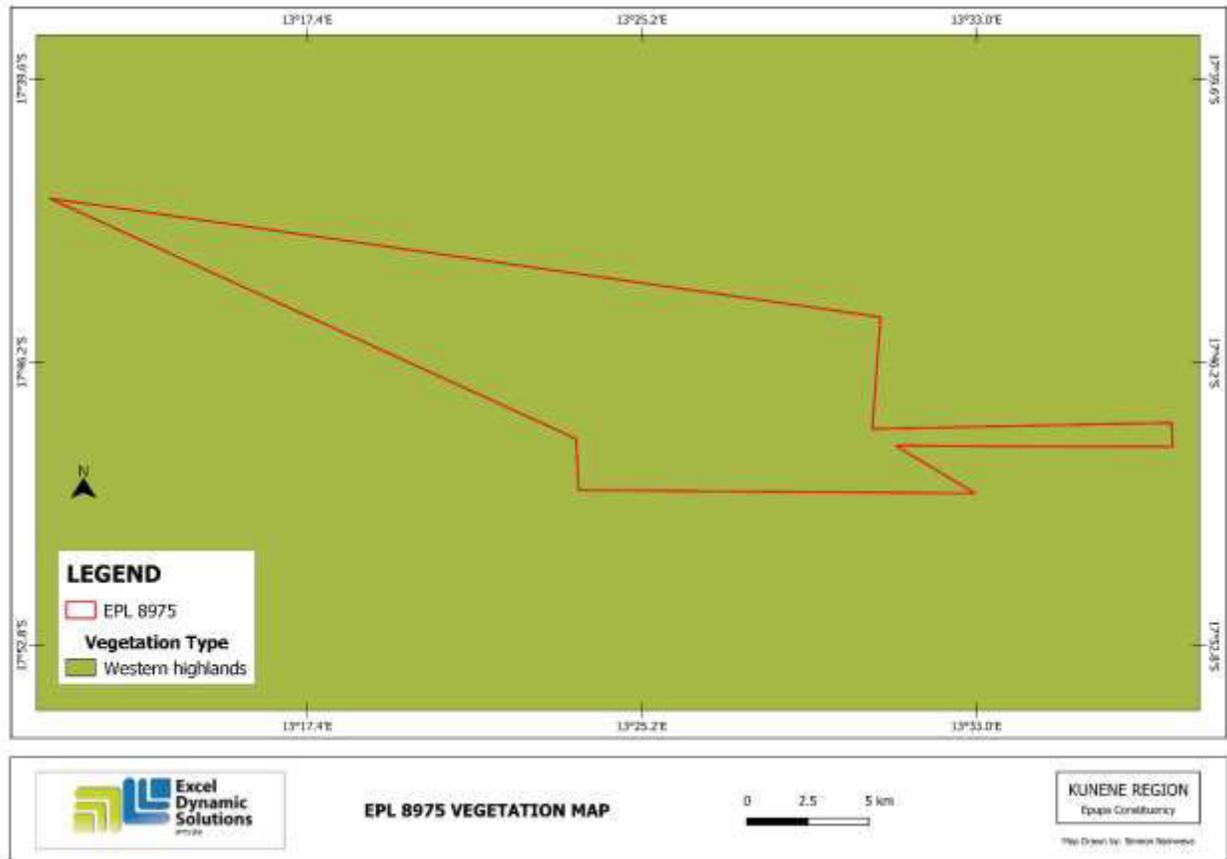 13°17.4'E 13°25.2'E 13°33.0'E
17°39.6'S 17°39.6'S
17°46.2'S 17°46.2'S
N
LEGEND
EPL 8975
Vegetation Type
Western highlands
17°52.8'S 17°52.8'S
13°17.4'E 13°25.2'E 13°33.0'E
Excel
Dynamic
Solutions
EPL 8975 VEGETATION MAP
0 2.5 5 km
KUNENE REGION
Epupa Constituency
Map Drawn by: